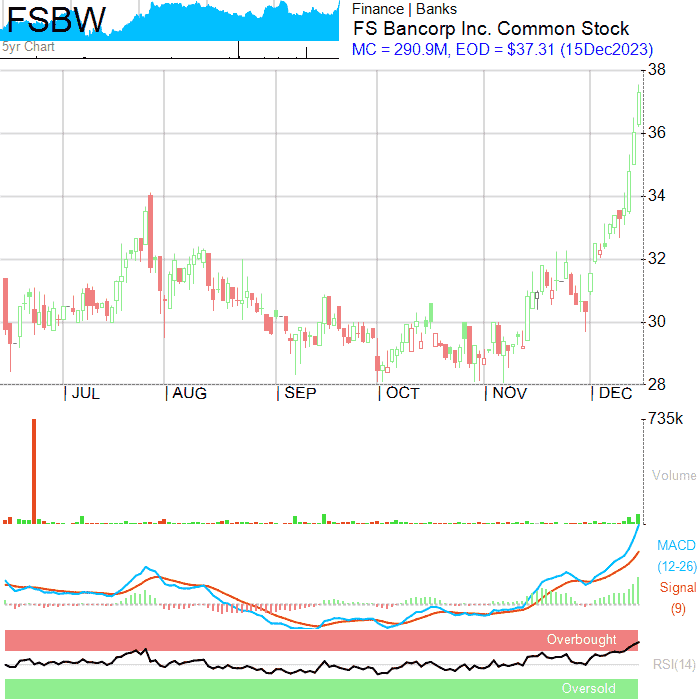 FSBW
5yr Chart
Finance | Banks
FS Bancorp Inc. Common Stock
MC = 290.9M, EOD = $37.31 (15Dec2023)
38
36
34
32
30
28
JUL AUG SEP OCT NOV DEC
735k
Volume
MACD
(12-26)
Signal
(9)
Overbought
RSI(14)
Oversold